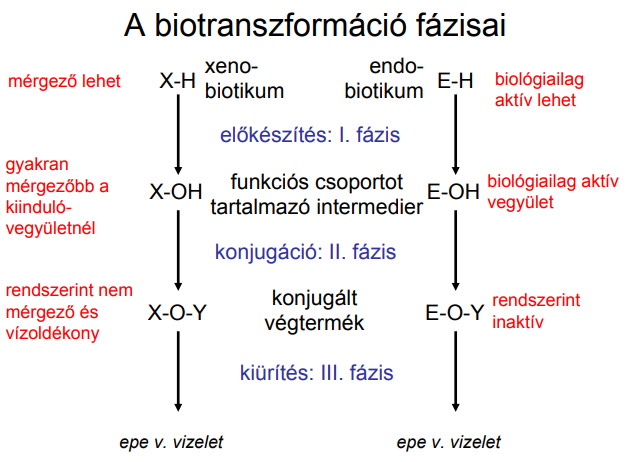 A biotranszformáció fázisai
mérgező lehet
X-H
xeno-
biotikum
endo-
biotikum
E-H
biológiailag
aktív lehet
előkészítés: I. fázis
gyakran
mérgezőbb a
kiinduló-
vegyületnél
X-OH
funkciós csoportot
tartalmazó intermedier
E-OH
biológiailag aktív
vegyület
konjugáció: II. fázis
rendszerint nem
mérgező és
vízoldékony
X-O-Y
konjugált
végtermék
E-O-Y
rendszerint
inaktív
kiürítés: III. fázis
epe v. vizelet
epe v. vizelet